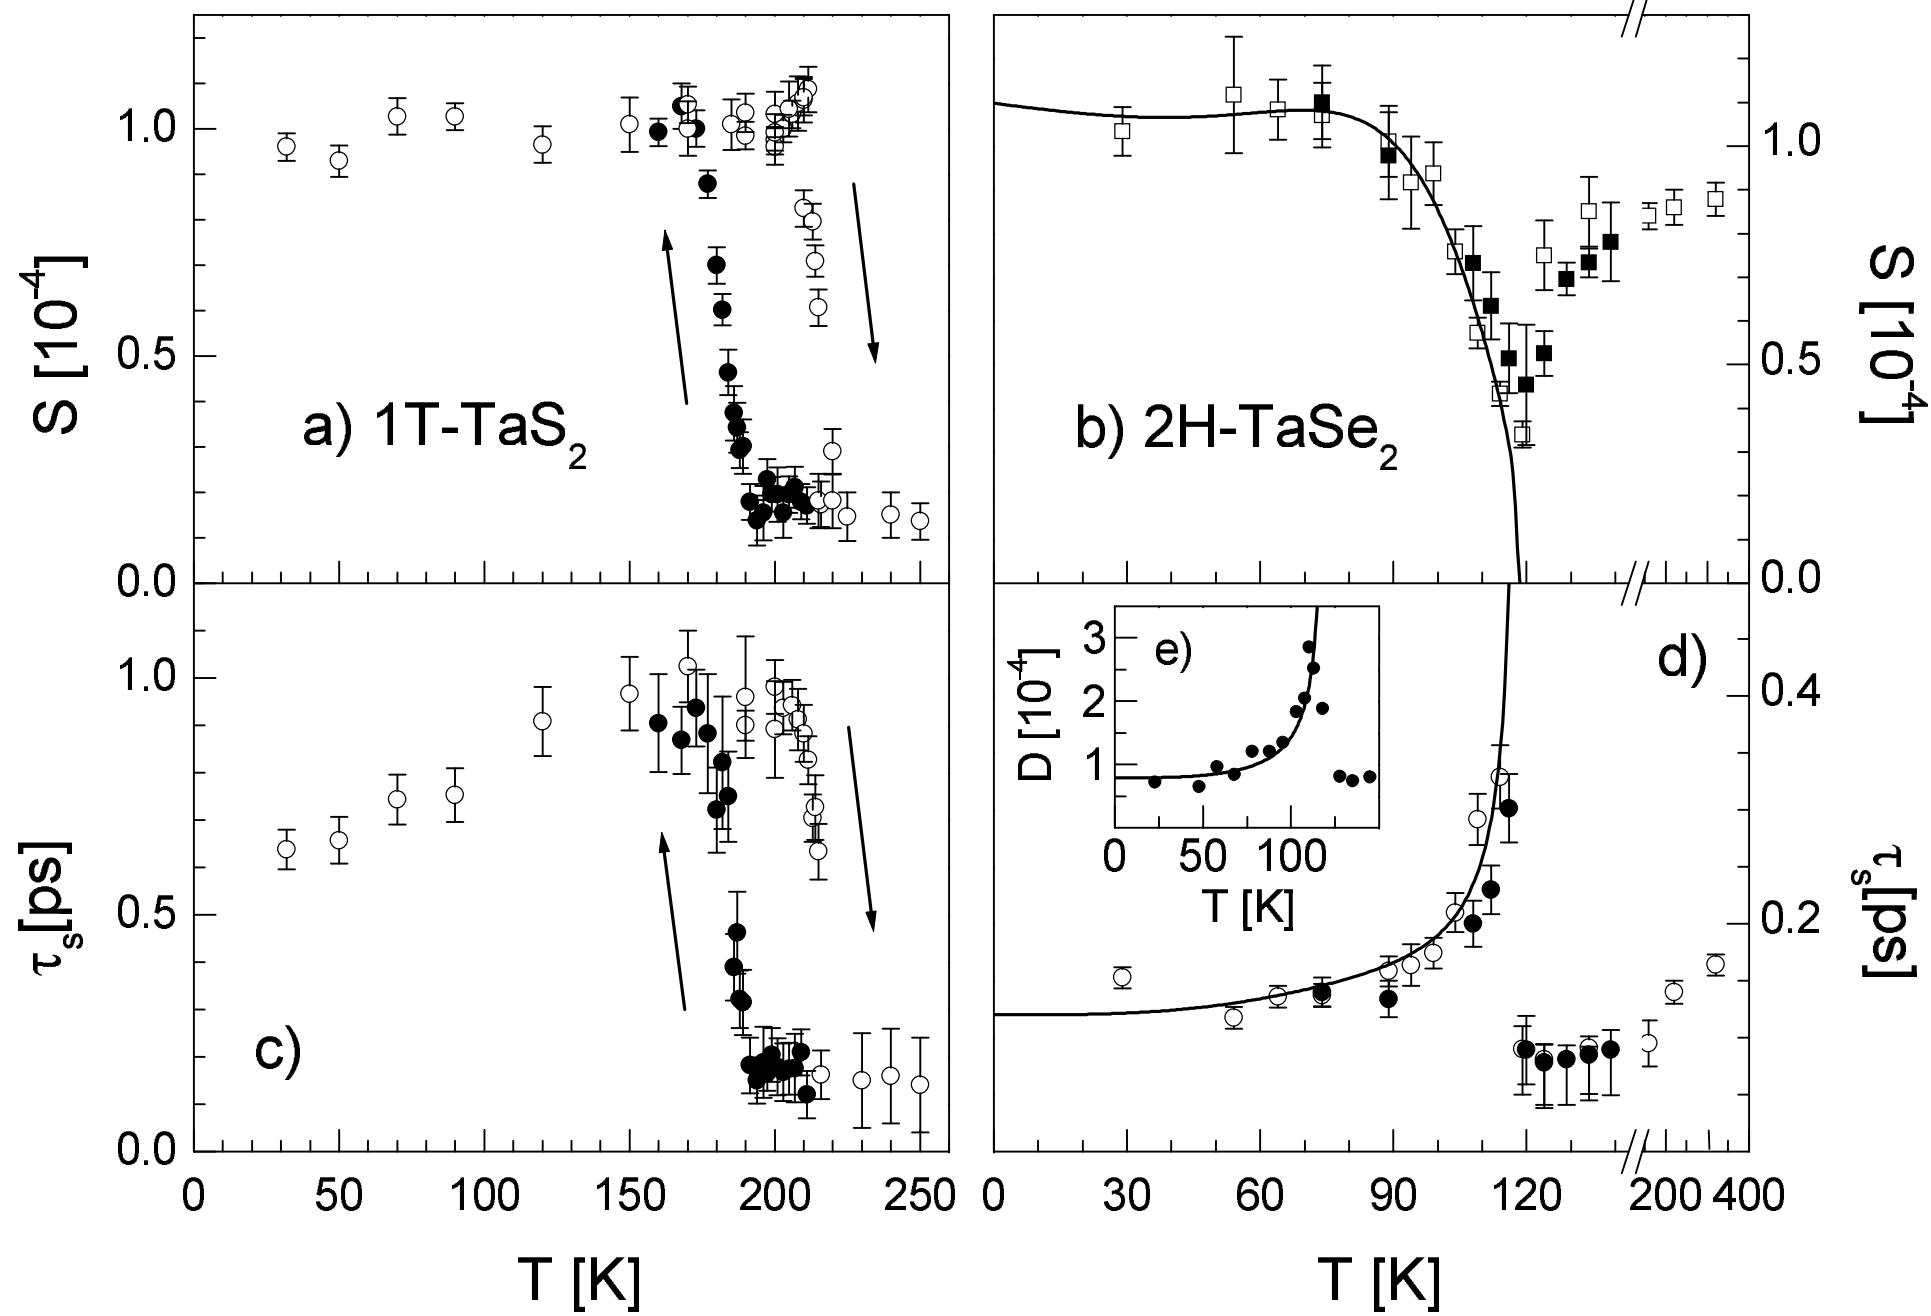 1.0
0.5
0.0
S [10⁻⁴]
a) 1T-TaS₂
1.0
0.5
0.0
S [10⁻⁴]
b) 2H-TaSe₂
1.0
0.5
0.0
τₛ[ps]
c)
0 50 100 150 200 250
T [K]
3
2
1
D [10⁻⁴]
e)
0 50 100
T [K]
d)
0.4
0.2
τₛ[ps]
0 30 60 90 120 200 400
T [K]